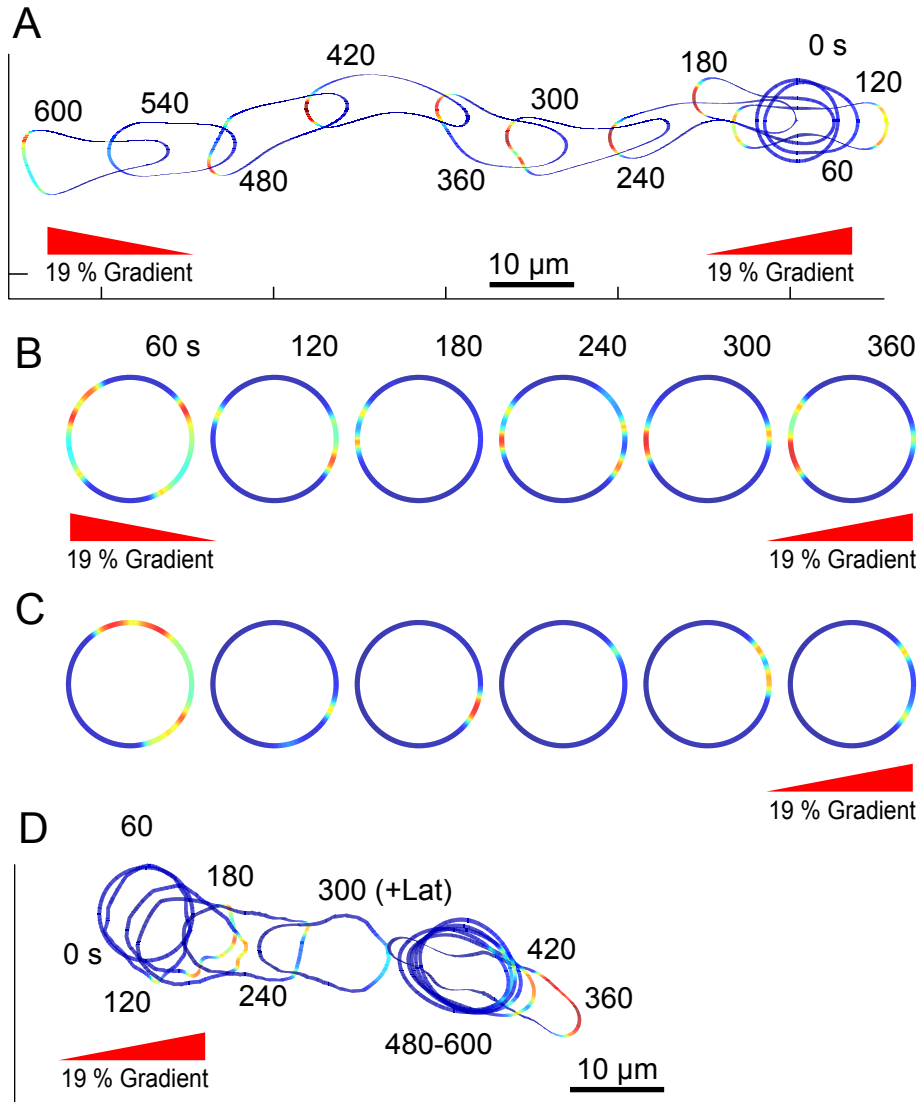 A
0 s
420
180
120
600
540
300
480
360
240
60
10 µm
19 % Gradient
19 % Gradient
B
60 s
120
180
240
300
360
19 % Gradient
19 % Gradient
C
19 % Gradient
D
60
180
300 (+Lat)
0 s
420
120
240
360
480-600
19 % Gradient
10 µm